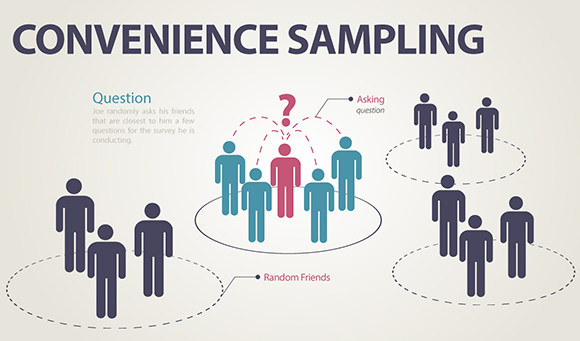 CONVENIENCE SAMPLING
Question
Joe randomly asks his friends
that are closest to him a few
questions for the survey he is
conducting.
?
Asking
question
Random Friends